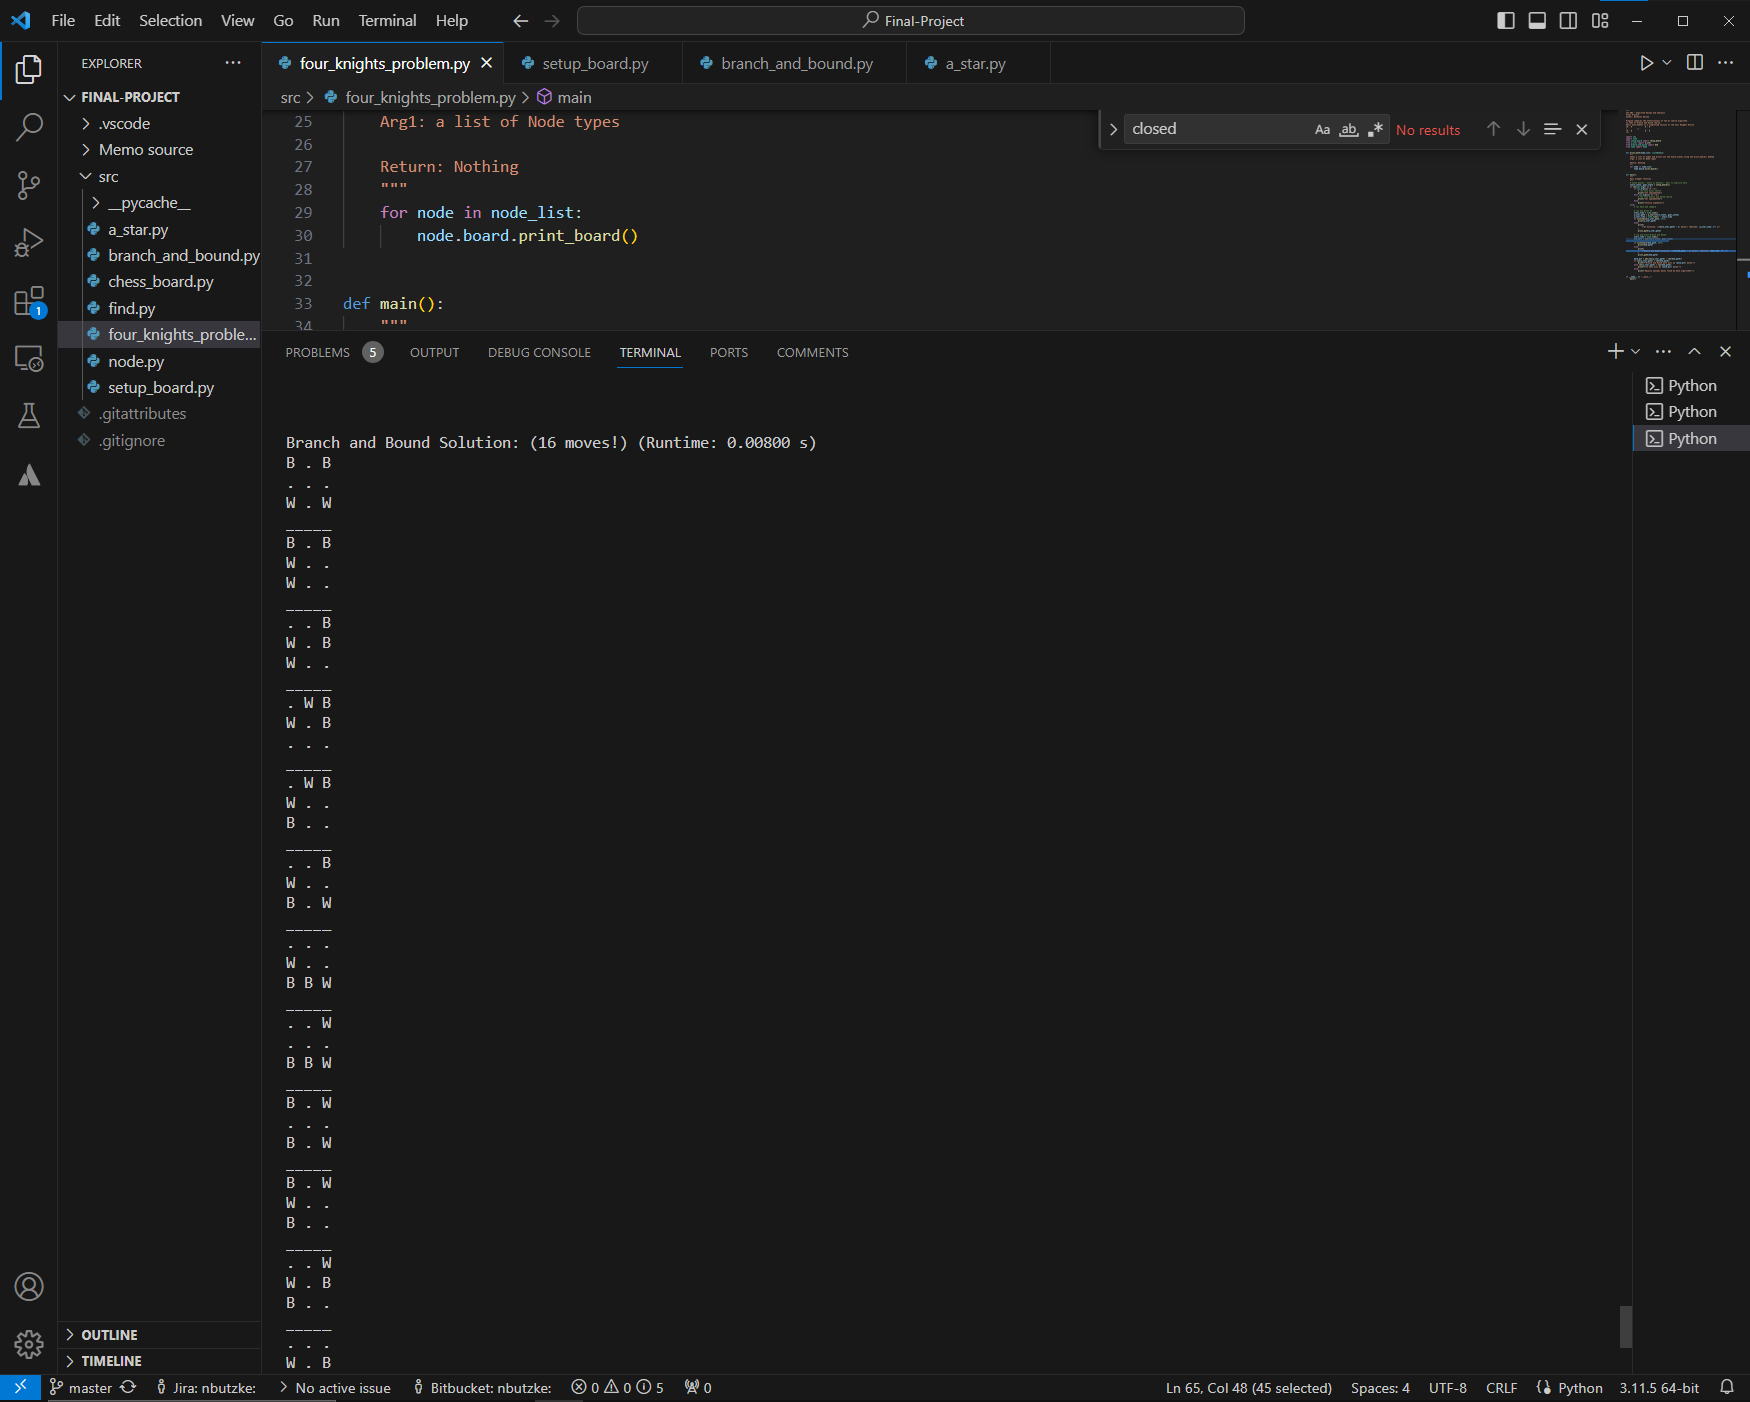 File Edit Selection View Go Run Terminal Help
Final-Project
EXPLORER
FINAL-PROJECT
.vscode
Memo source
src
__pycache__
a_star.py
branch_and_bound.py
chess_board.py
find.py
four_knights_proble...
node.py
setup_board.py
.gitattributes
.gitignore
1
OUTLINE
TIMELINE
four_knights_problem.py
setup_board.py
branch_and_bound.py
a_star.py
src > four_knights_problem.py > main
25 Arg1: a list of Node types
26
27 Return: Nothing
28 """
29 for node in node_list:
30 node.board.print_board()
31
32
33 def main():
34 """
closed
Aa ab .*
No results
PROBLEMS 5 OUTPUT DEBUG CONSOLE TERMINAL PORTS COMMENTS
Python
Python
Python
Branch and Bound Solution: (16 moves!) (Runtime: 0.00800 s)
B . B
. . .
W . W
_____
B . B
W . .
W . .
_____
. . B
W . B
W . .
_____
. W B
W . B
. . .
_____
. W B
W . .
B . .
_____
. . B
W . .
B . W
_____
. . .
W . .
B B W
_____
. . W
. . .
B B W
_____
B . W
. . .
B . W
_____
B . W
W . .
B . .
_____
. . W
W . B
B . .
_____
. . .
W . B
master
Jira: nbutzke:
No active issue
Bitbucket: nbutzke:
0 0 5
0
Ln 65, Col 48 (45 selected)
Spaces: 4
UTF-8
CRLF
Python
3.11.5 64-bit